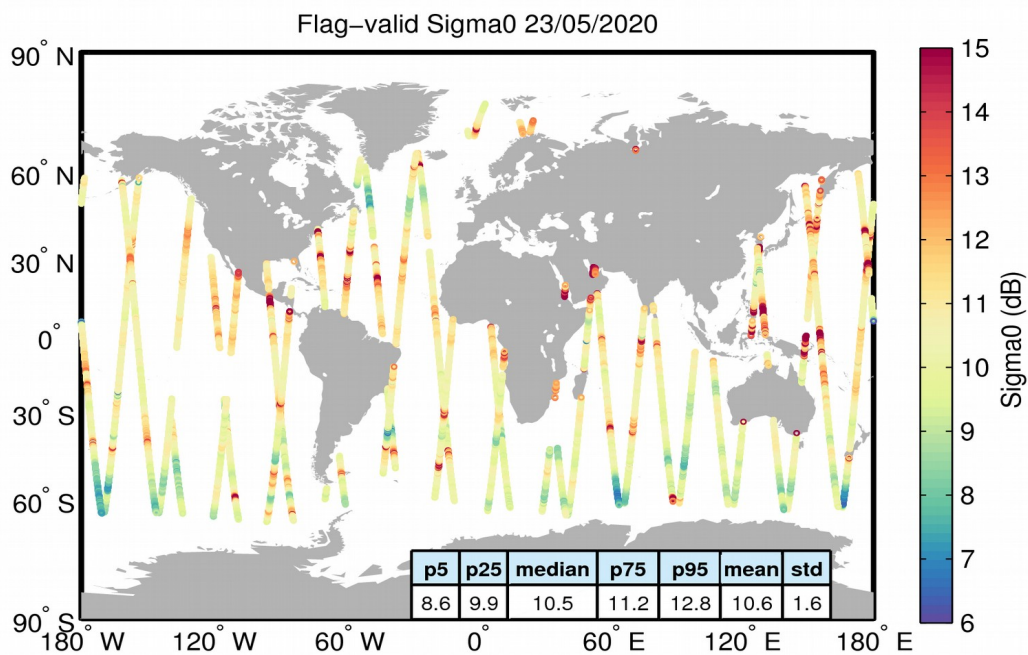 Flag−valid Sigma0 23/05/2020
90° N
60° N
30° N
0°
30° S
60° S
90° S
180° W
120° W
60° W
0°
60° E
120° E
180° E
p5 p25 median p75 p95 mean std
8.6 9.9 10.5 11.2 12.8 10.6 1.6
15
14
13
12
11
10
9
8
7
6
Sigma0 (dB)